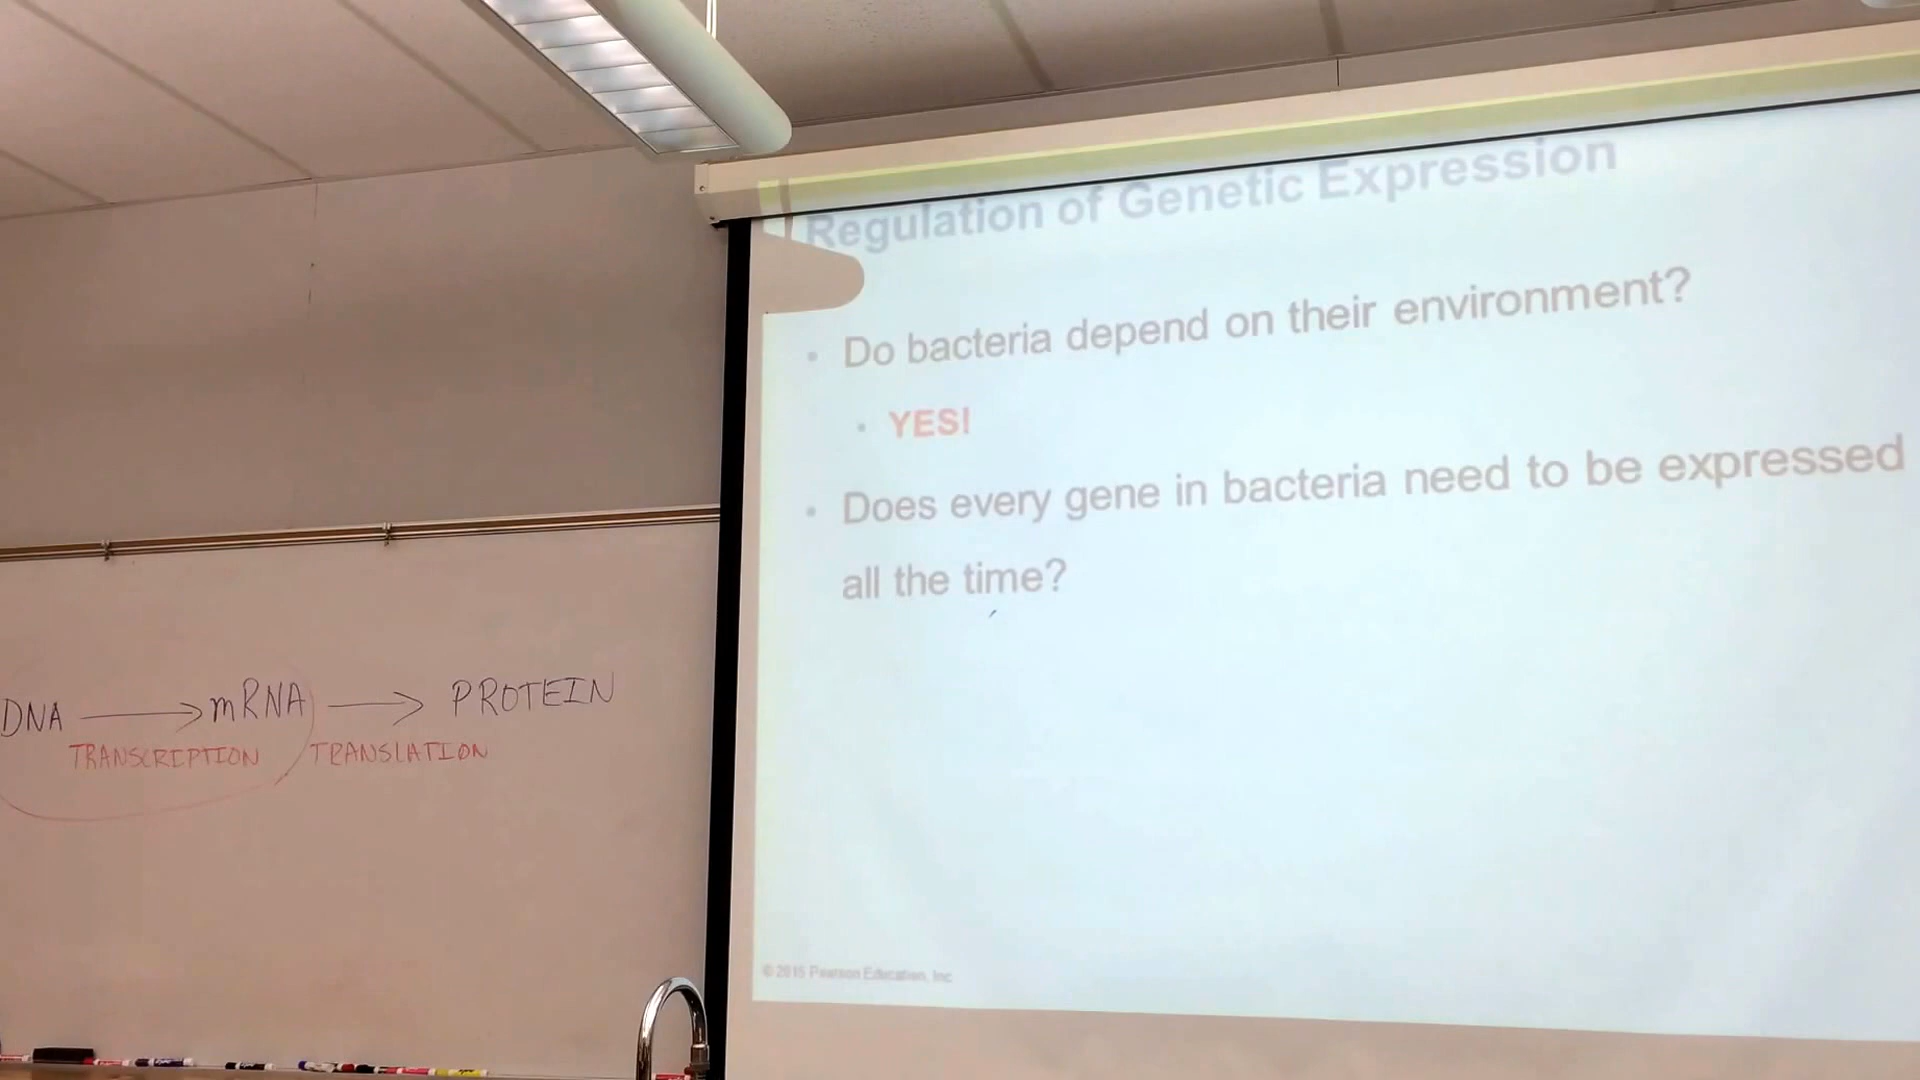 Regulation of Genetic Expression
• Do bacteria depend on their environment?
• YES!
• Does every gene in bacteria need to be expressed
all the time?
© 2015 Pearson Education, Inc.
DNA → mRNA → PROTEIN
TRANSCRIPTION TRANSLATION